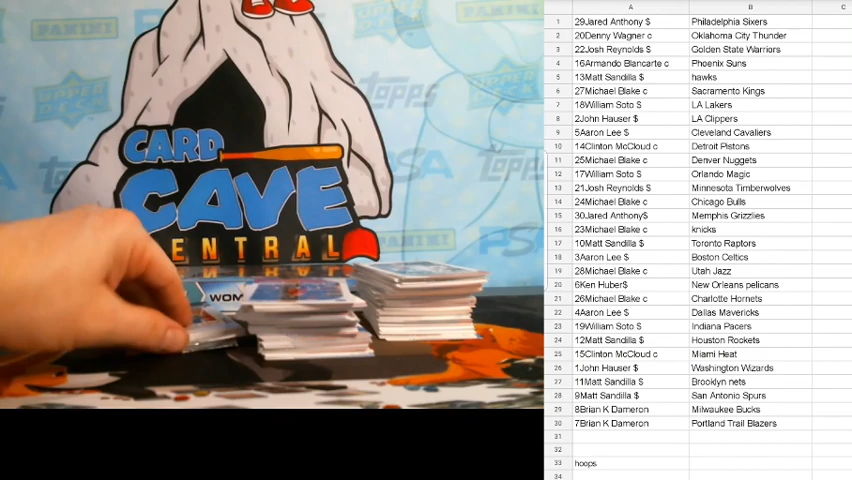 PANINI
UPPER DECK
TOPPS
CARD
CAVE
ENTRAL
WOM
PSA
PANINI
A B C
1 29Jared Anthony $ Philadelphia Sixers
2 20Denny Wagner c Oklahoma City Thunder
3 22Josh Reynolds $ Golden State Warriors
4 16Armando Blancarte c Phoenix Suns
5 13Matt Sandilla $ hawks
6 27Michael Blake c Sacramento Kings
7 18William Soto $ LA Lakers
8 2John Hauser $ LA Clippers
9 5Aaron Lee $ Cleveland Cavaliers
10 14Clinton McCloud c Detroit Pistons
11 25Michael Blake c Denver Nuggets
12 17William Soto $ Orlando Magic
13 21Josh Reynolds $ Minnesota Timberwolves
14 24Michael Blake c Chicago Bulls
15 30Jared Anthony$ Memphis Grizzlies
16 23Michael Blake c knicks
17 10Matt Sandilla $ Toronto Raptors
18 3Aaron Lee $ Boston Celtics
19 28Michael Blake c Utah Jazz
20 6Ken Huber$ New Orleans pelicans
21 26Michael Blake c Charlotte Hornets
22 4Aaron Lee $ Dallas Mavericks
23 19William Soto $ Indiana Pacers
24 12Matt Sandilla $ Houston Rockets
25 15Clinton McCloud c Miami Heat
26 1John Hauser $ Washington Wizards
27 11Matt Sandilla $ Brooklyn nets
28 9Matt Sandilla $ San Antonio Spurs
29 8Brian K Dameron Milwaukee Bucks
30 7Brian K Dameron Portland Trail Blazers
31
32
33 hoops
34